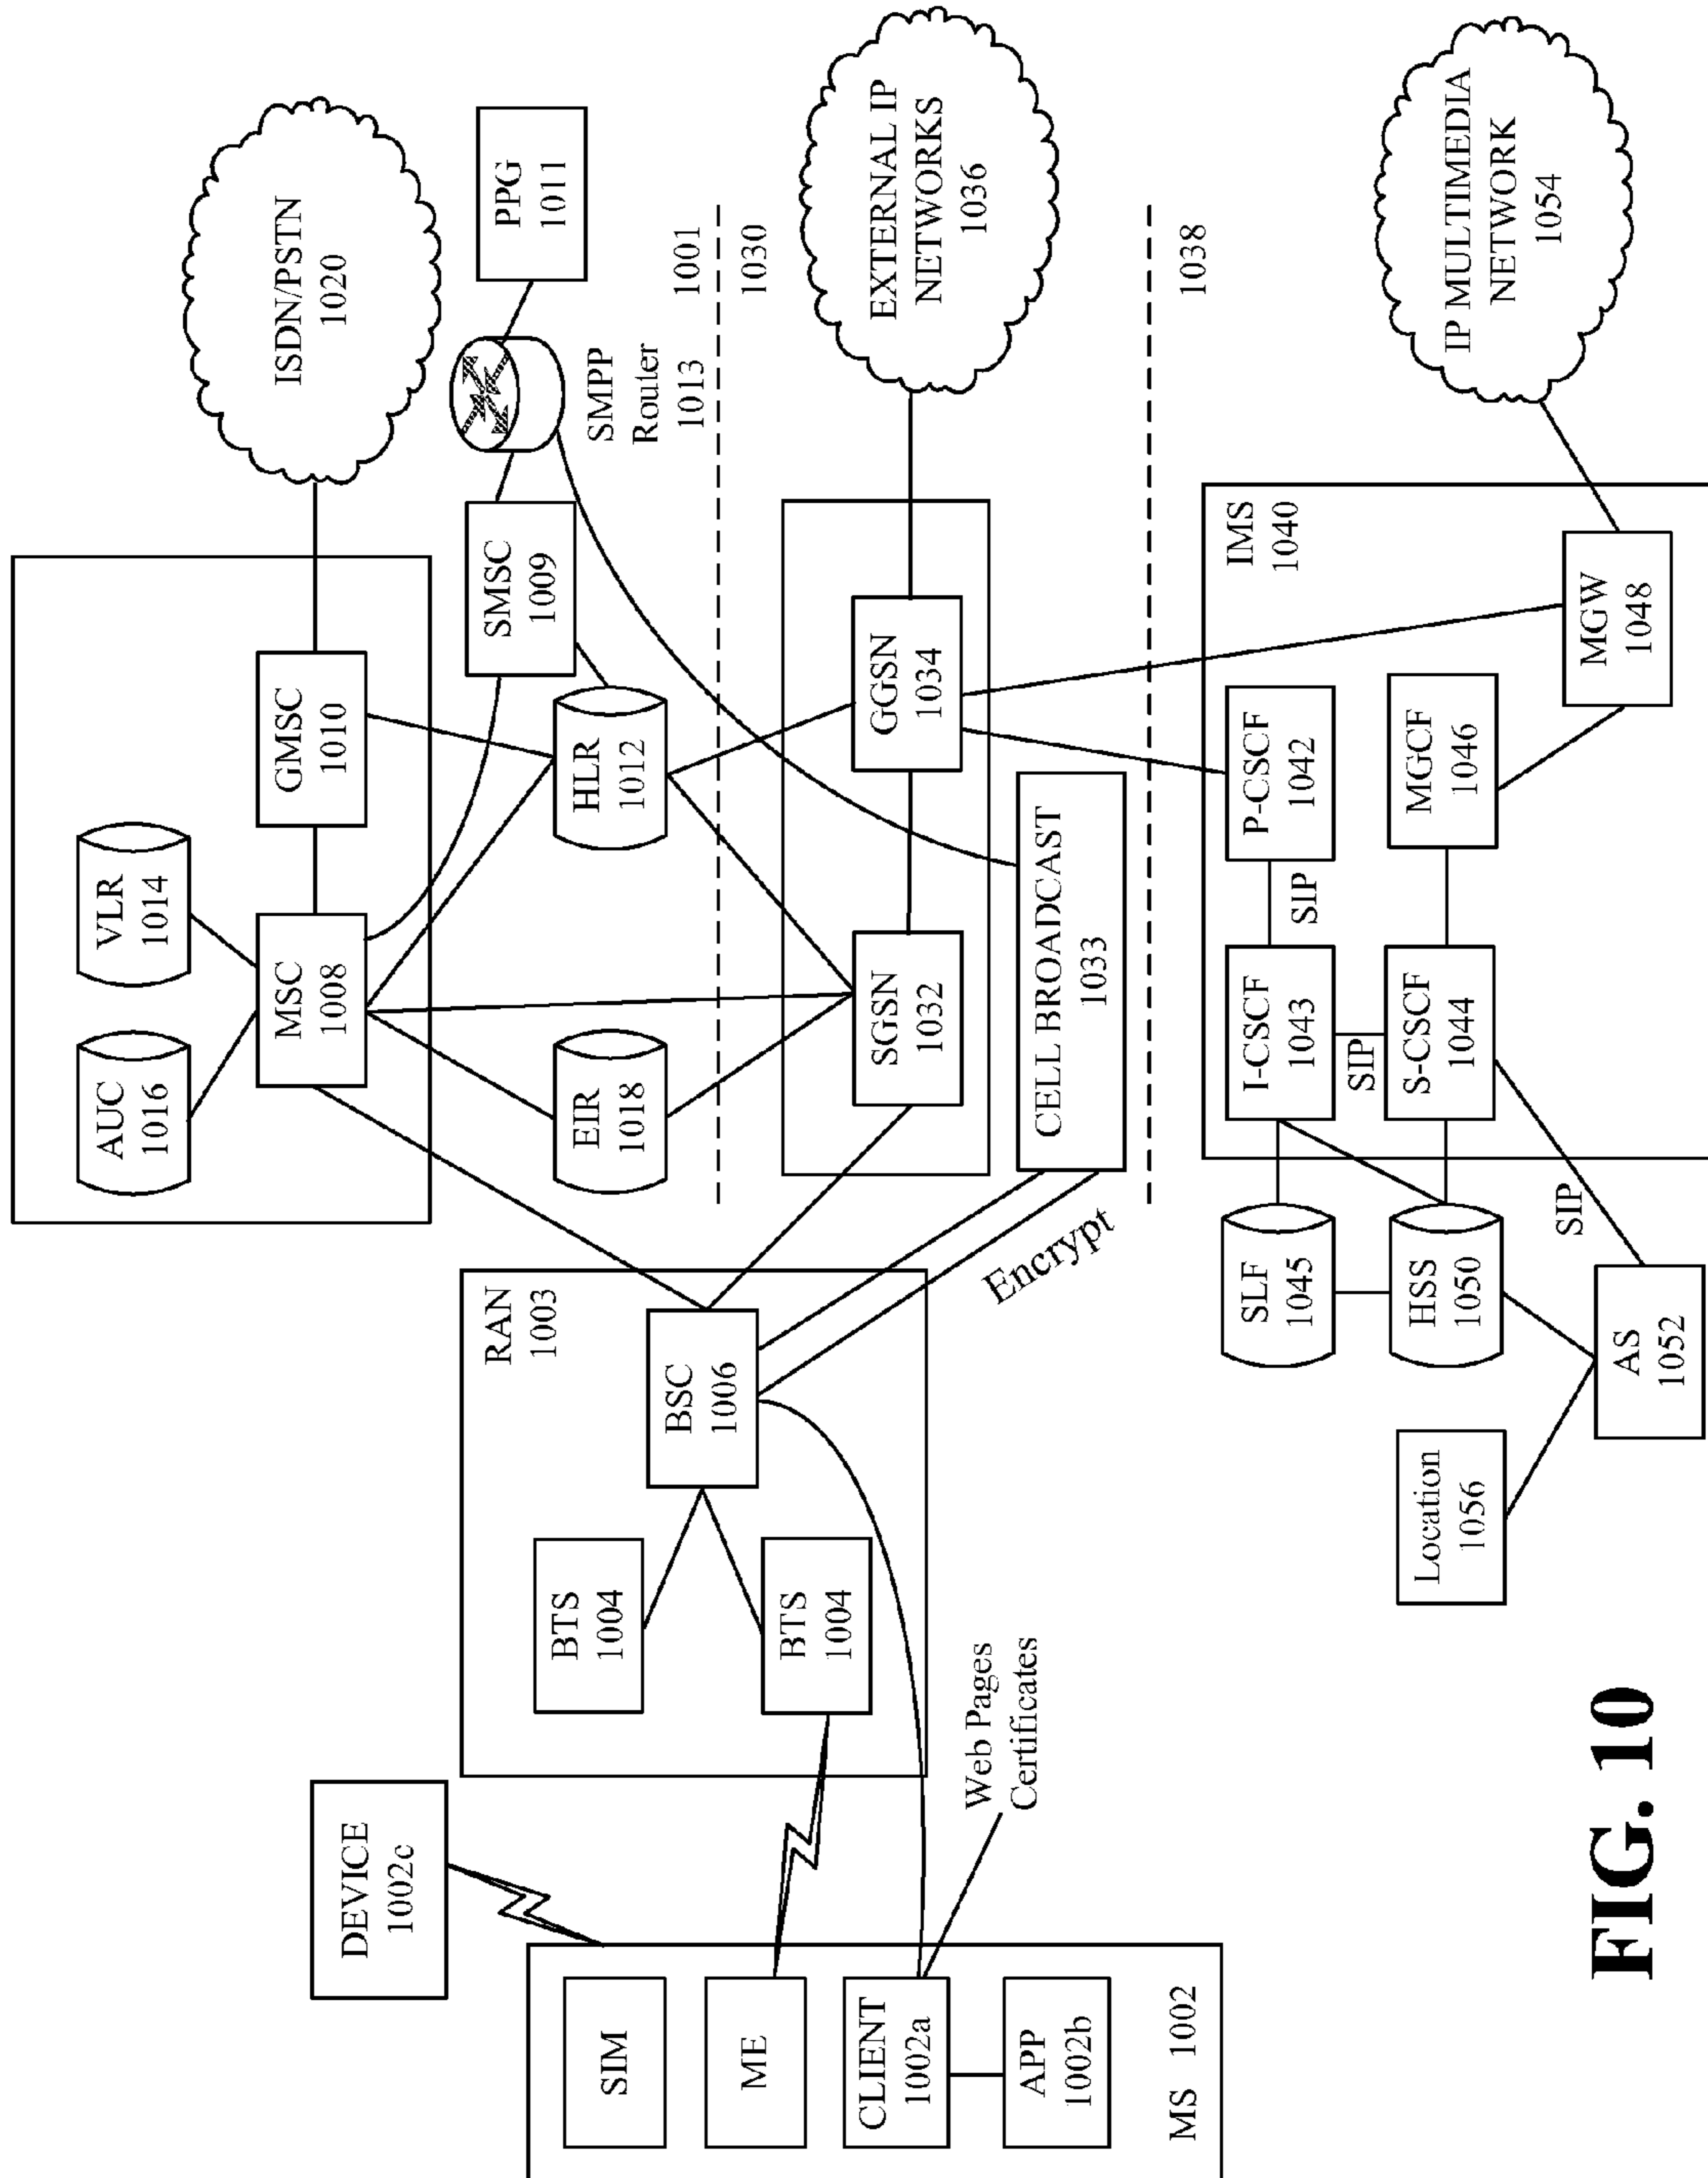 DEVICE
1002c
SIM
ME
CLIENT
1002a
APP
1002b
MS 1002
Web Pages
Certificates
RAN
1003
BTS
1004
BTS
1004
BSC
1006
Encrypt
AUC
1016
VLR
1014
MSC
1008
GMSC
1010
ISDN/PSTN
1020
SMSC
1009
PPG
1011
SMPP
Router
1013
EIR
1018
HLR
1012
1001
1030
SGSN
1032
GGSN
1034
EXTERNAL IP
NETWORKS
1036
CELL BROADCAST
1033
1038
IMS
1040
P-CSCF
1042
SIP
I-CSCF
1043
SIP
S-CSCF
1044
MGCF
1046
MGW
1048
IP MULTIMEDIA
NETWORK
1054
SLF
1045
HSS
1050
SIP
AS
1052
Location
1056
FIG. 10